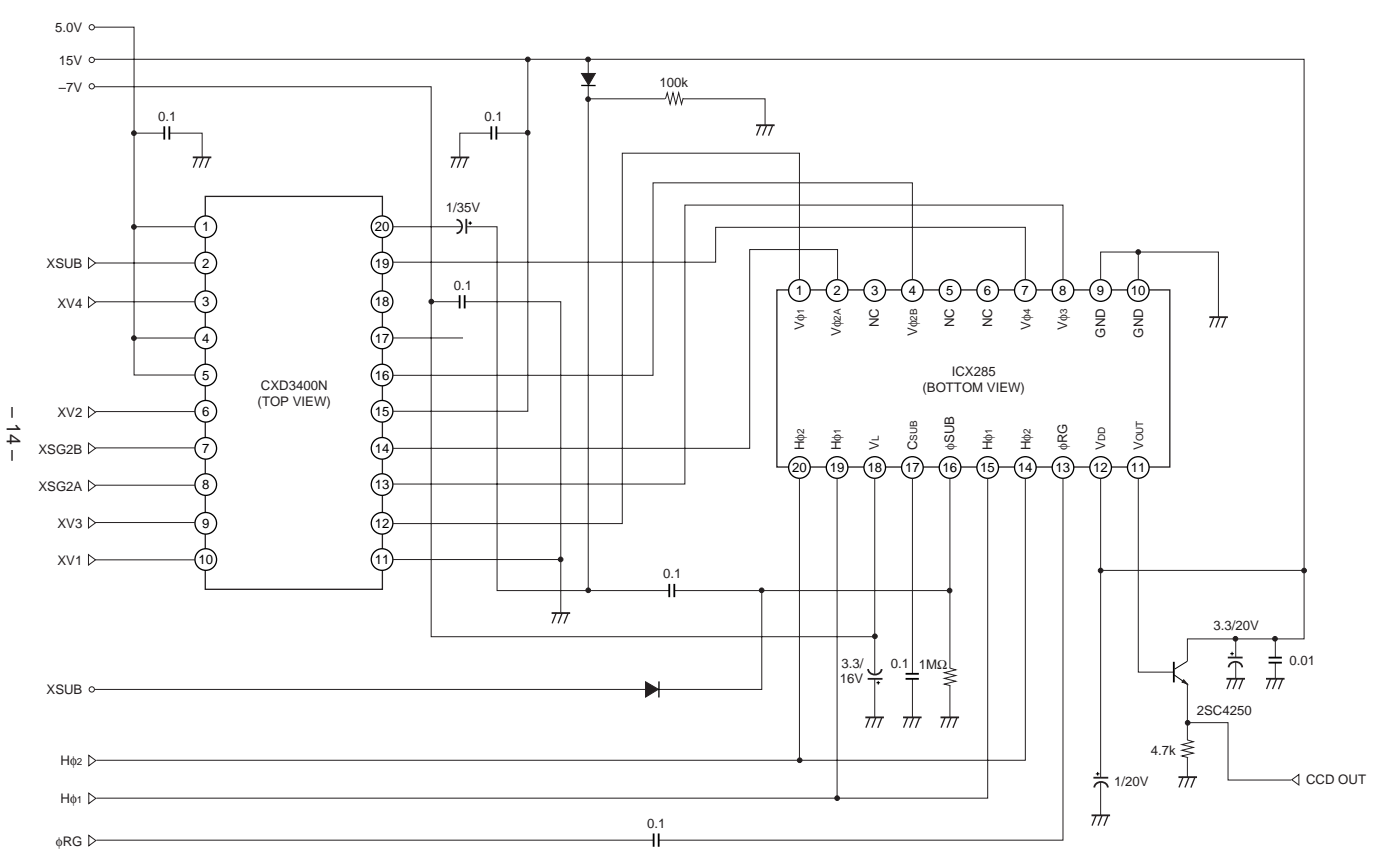 5.0V
15V
–7V
0.1
0.1
100k
1/35V
0.1
XSUB
XV4
XV2
XSG2B
XSG2A
XV3
XV1
1
2
3
4
5
6
7
8
9
10
CXD3400N
(TOP VIEW)
20
19
18
17
16
15
14
13
12
11
1
2
3
4
5
6
7
8
9
10
Vϕ1
Vϕ2A
NC
Vϕ2B
NC
NC
Vϕ4
Vϕ3
GND
GND
ICX285
(BOTTOM VIEW)
Hϕ2
Hϕ1
VL
CSUB
ϕSUB
Hϕ1
Hϕ2
ϕRG
VDD
VOUT
20
19
18
17
16
15
14
13
12
11
– 14 –
0.1
3.3/
16V
0.1
1MΩ
3.3/20V
0.01
2SC4250
4.7k
1/20V
CCD OUT
XSUB
Hϕ2
Hϕ1
ϕRG
0.1